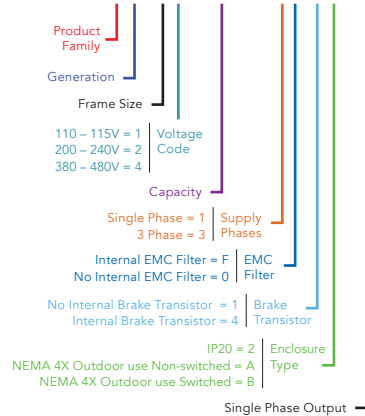 Product
Family
Generation
Frame Size
110 – 115V = 1
200 – 240V = 2
380 – 480V = 4
Voltage
Code
Capacity
Single Phase = 1
3 Phase = 3
Supply
Phases
Internal EMC Filter = F
No Internal EMC Filter = 0
EMC
Filter
No Internal Brake Transistor = 1
Internal Brake Transistor = 4
Brake
Transistor
IP20 = 2
NEMA 4X Outdoor use Non-switched = A
NEMA 4X Outdoor use Switched = B
Enclosure
Type
Single Phase Output